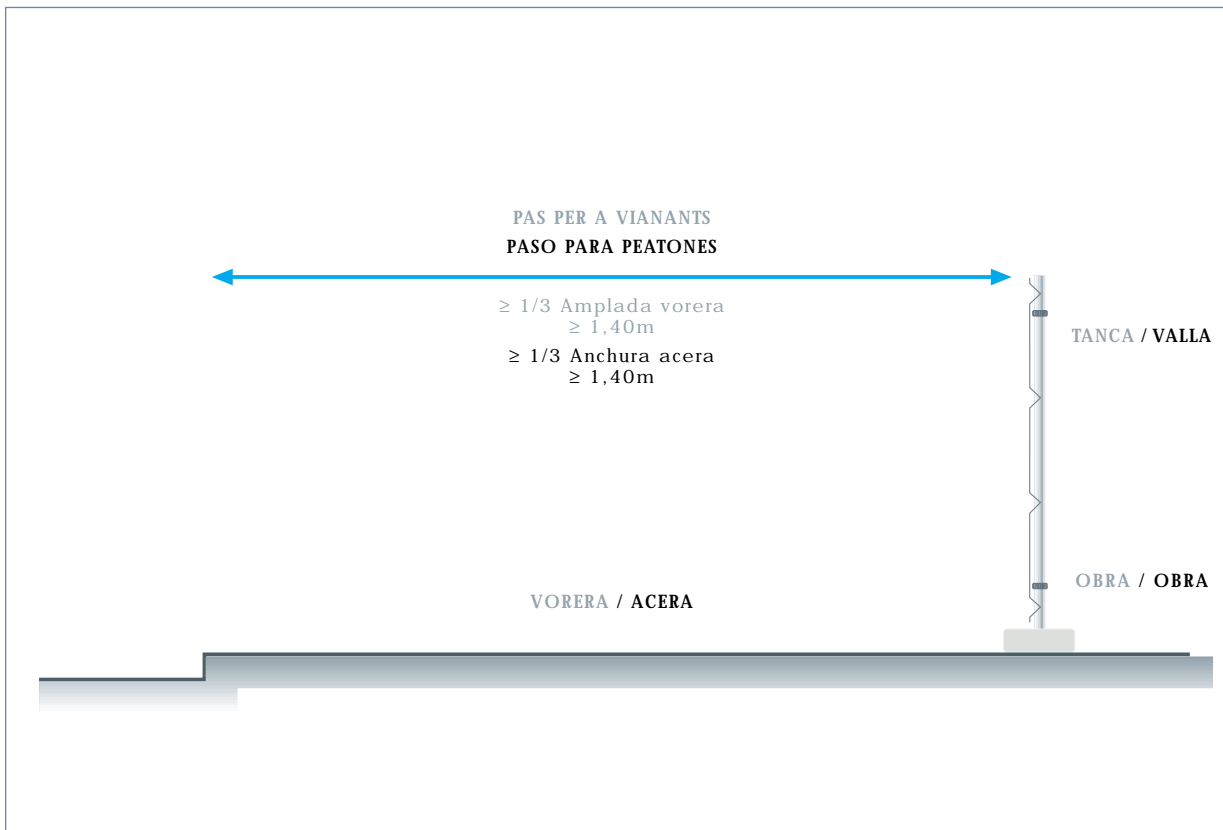 PAS PER A VIANANTS
PASO PARA PEATONES
≥ 1/3 Amplada vorera
≥ 1,40m
≥ 1/3 Anchura acera
≥ 1,40m
TANCA / VALLA
OBRA / OBRA
VORERA / ACERA